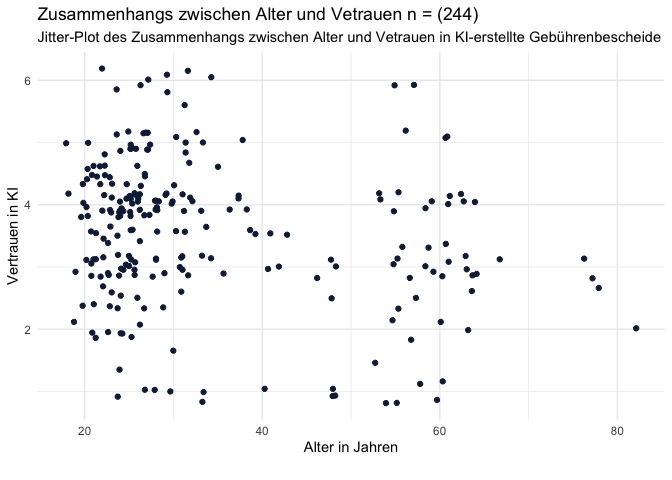 Zusammenhangs zwischen Alter und Vetrauen n = (244)
Jitter-Plot des Zusammenhangs zwischen Alter und Vetrauen in KI-erstellte Gebührenbescheide
6
4
2
Vertrauen in KI
20 40 60 80
Alter in Jahren